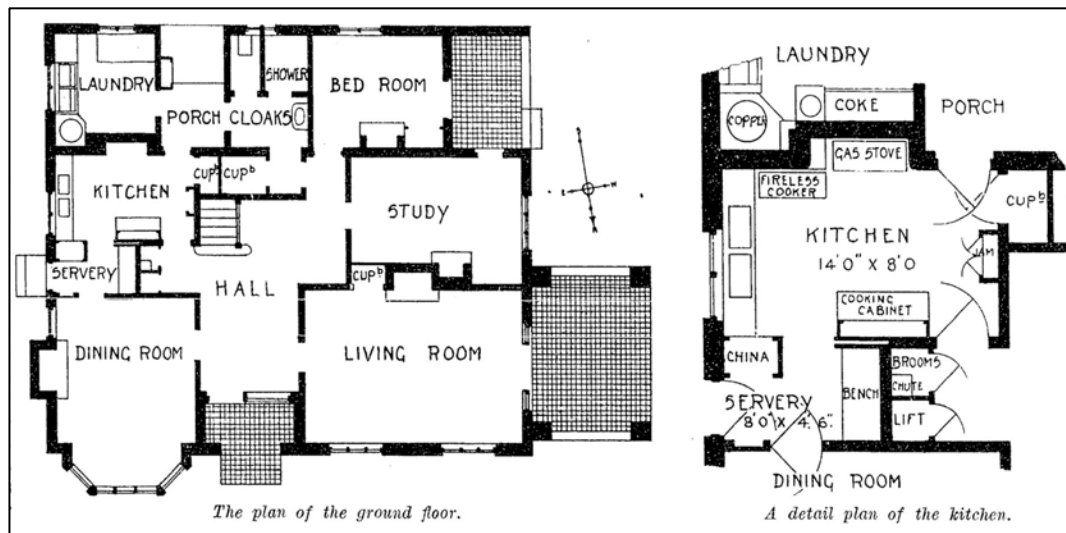 LAUNDRY
SHOWER
BED ROOM
PORCH CLOAKS
KITCHEN
CUPᵇ
CUPᵇ
STUDY
SERVERY
HALL
CUPᵇ
DINING ROOM
LIVING ROOM
The plan of the ground floor.
LAUNDRY
COPPER
COKE
PORCH
GAS STOVE
FIRELESS
COOKER
CUPᵇ
KITCHEN
14'0" X 8'0
JAM
COOKING
CABINET
CHINA
BROOMS
CHUTE
BENCH
SERVERY
8'0" X 4'6".
LIFT
DINING ROOM
A detail plan of the kitchen.